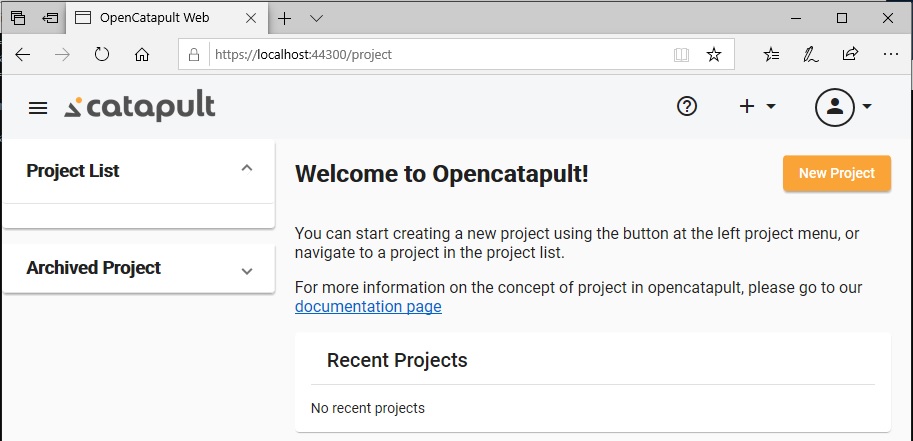 OpenCatapult Web
https://localhost:44300/project
catapult
Project List
Archived Project
Welcome to Opencatapult!
New Project
You can start creating a new project using the button at the left project menu, or
navigate to a project in the project list.
For more information on the concept of project in opencatapult, please go to our
documentation page
Recent Projects
No recent projects